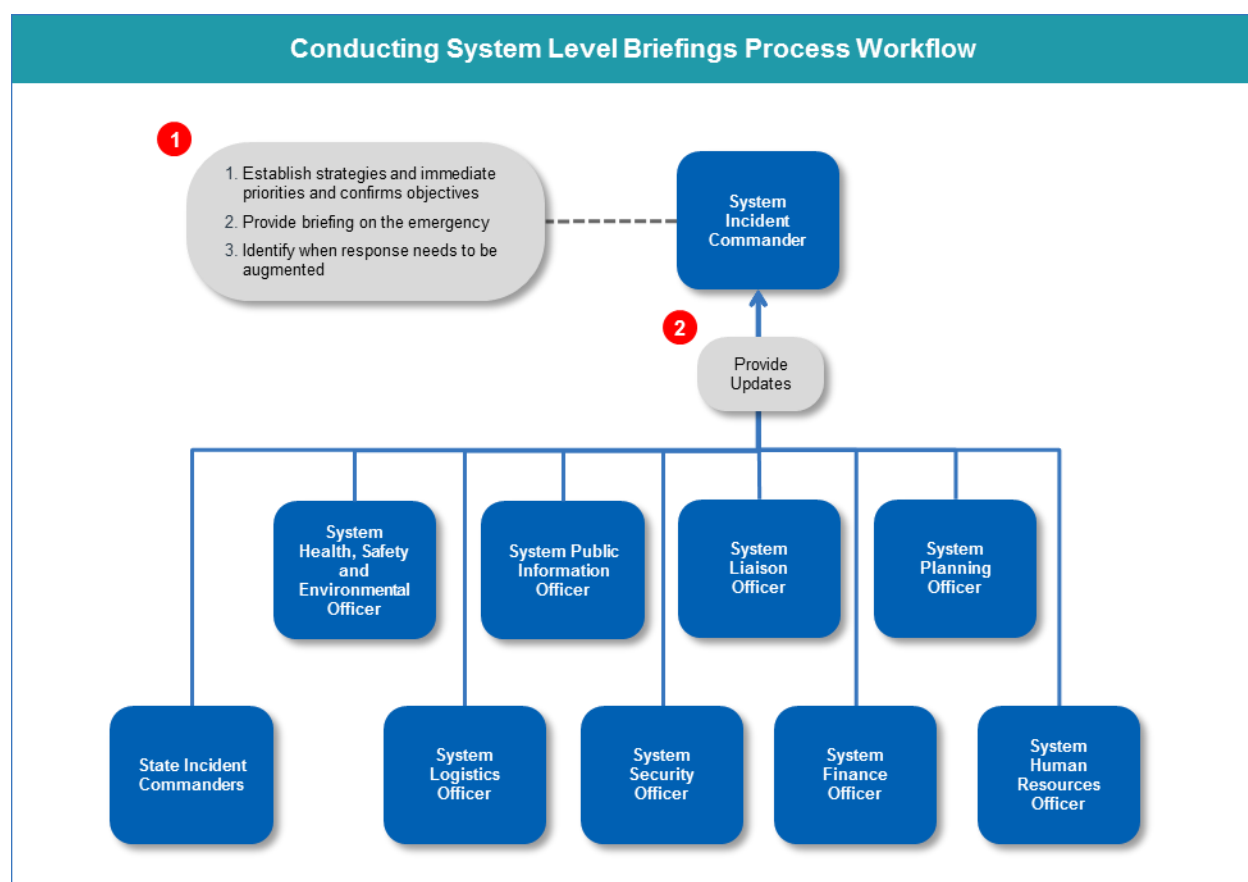 Conducting System Level Briefings Process Workflow
1
1. Establish strategies and immediate
priorities and confirms objectives
2. Provide briefing on the emergency
3. Identify when response needs to be
augmented
System
Incident
Commander
2
Provide
Updates
System
Health, Safety
and
Environmental
Officer
System Public
Information
Officer
System
Liaison
Officer
System
Planning
Officer
State Incident
Commanders
System
Logistics
Officer
System
Security
Officer
System
Finance
Officer
System
Human
Resources
Officer